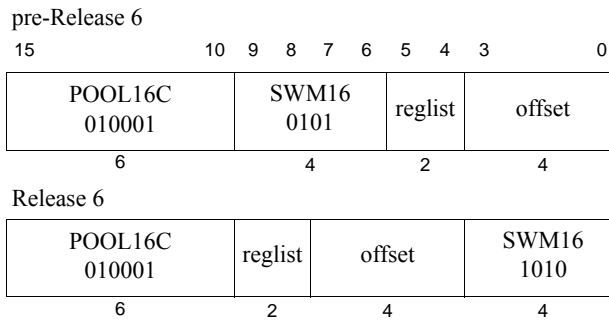 pre-Release 6
15 10 9 8 7 6 5 4 3 0
POOL16C SWM16 reglist offset
010001 0101
6 4 2 4
Release 6
POOL16C reglist offset SWM16
010001 1010
6 2 4 4